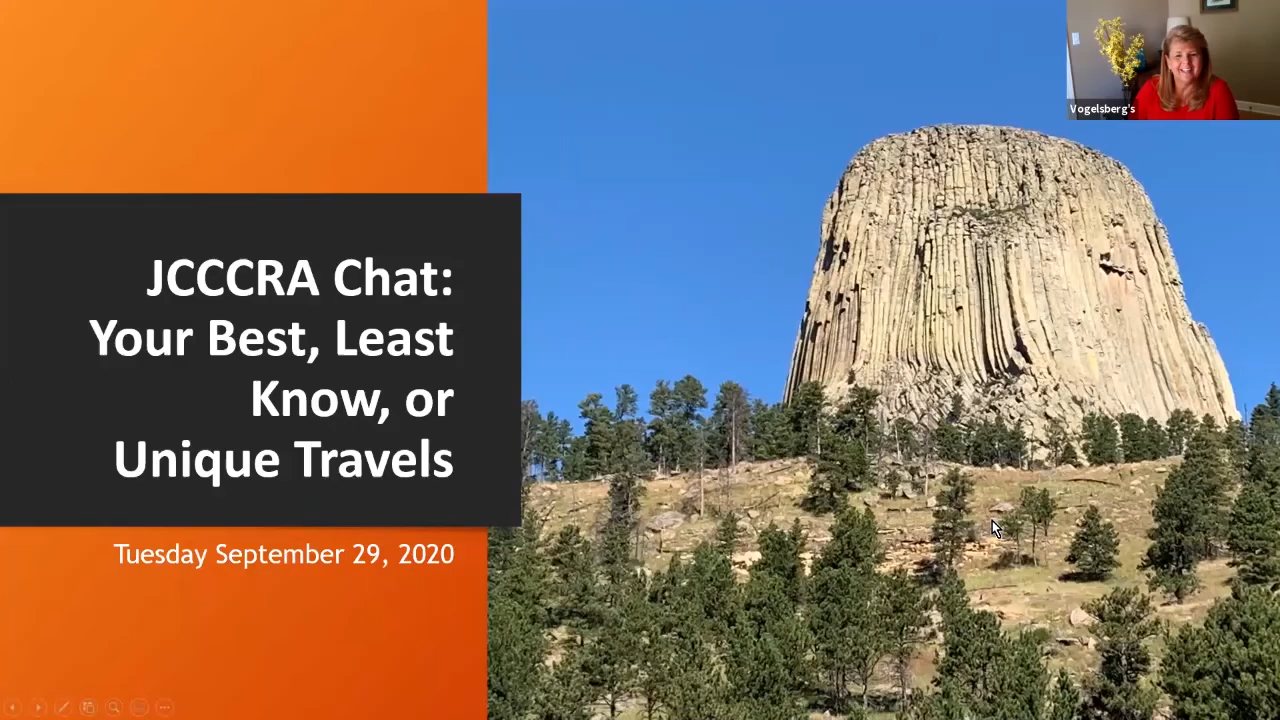 Vogelsberg's
JCCCRA Chat:
Your Best, Least
Know, or
Unique Travels
Tuesday September 29, 2020